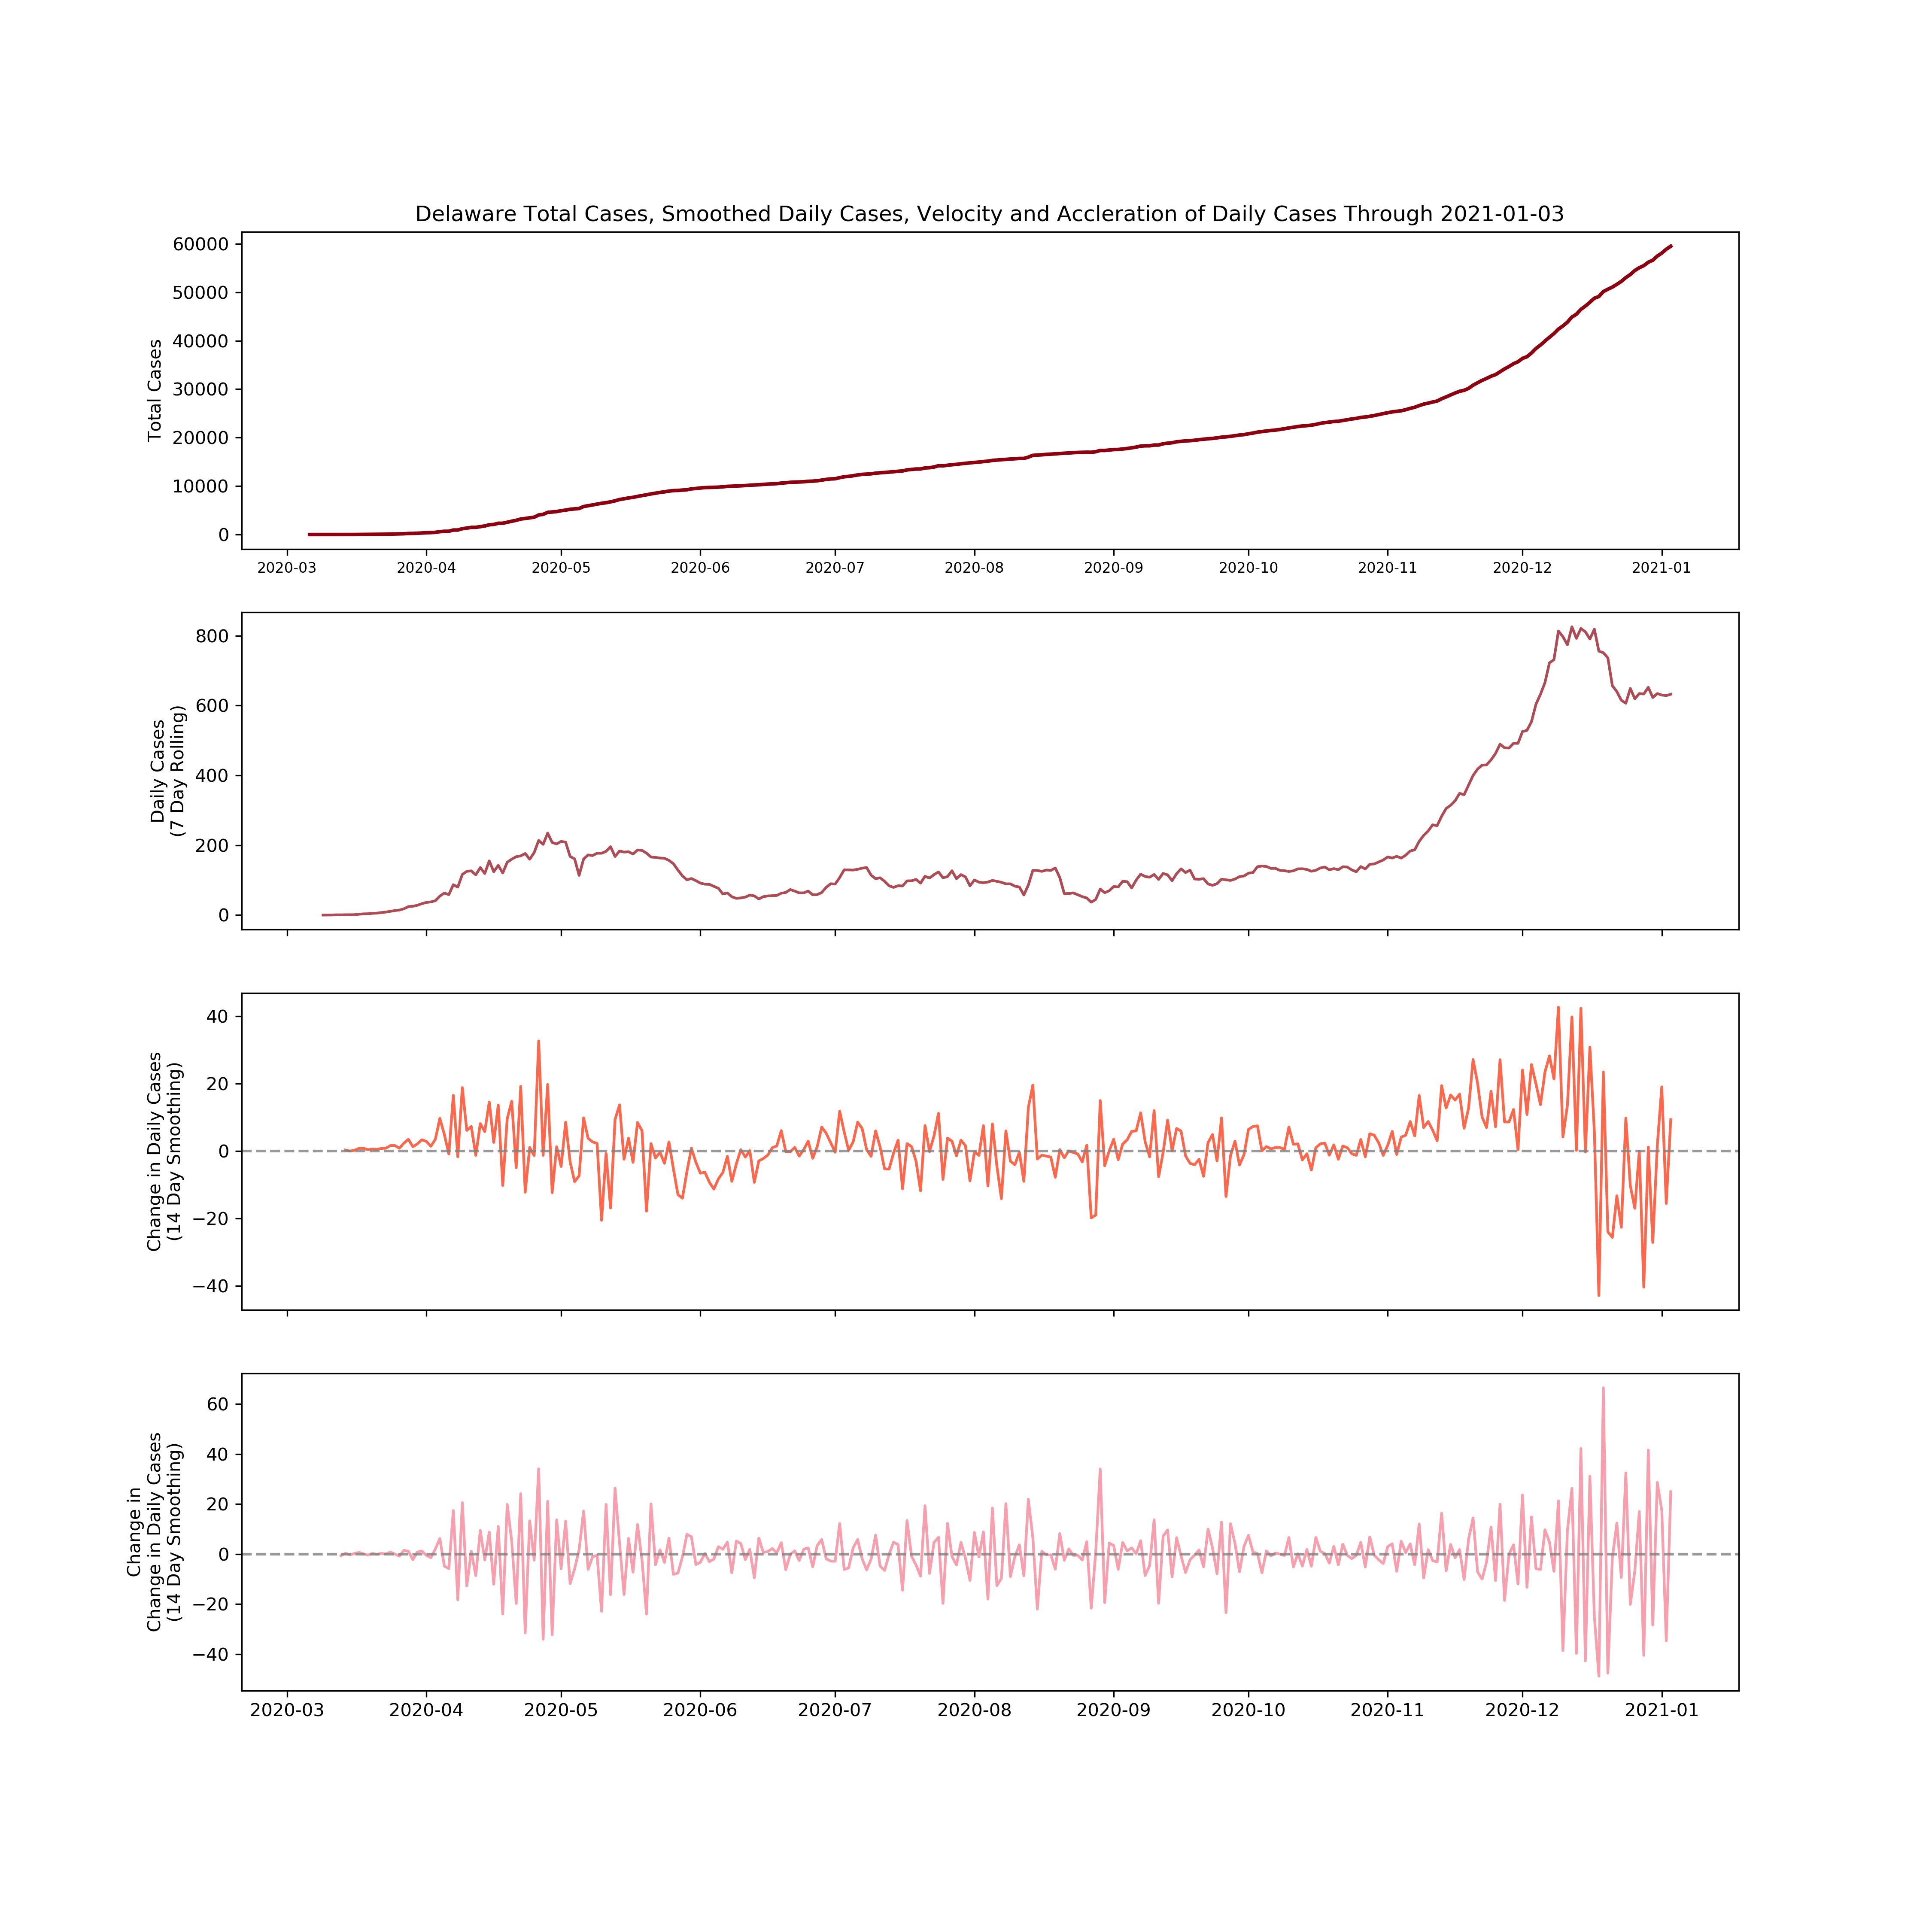 Delaware Total Cases, Smoothed Daily Cases, Velocity and Accleration of Daily Cases Through 2021-01-03
Total Cases
60000
50000
40000
30000
20000
10000
0
2020-03 2020-04 2020-05 2020-06 2020-07 2020-08 2020-09 2020-10 2020-11 2020-12 2021-01
Daily Cases
(7 Day Rolling)
800
600
400
200
0
Change in Daily Cases
(14 Day Smoothing)
40
20
0
−20
−40
Change in
Change in Daily Cases
(14 Day Smoothing)
60
40
20
0
−20
−40
2020-03 2020-04 2020-05 2020-06 2020-07 2020-08 2020-09 2020-10 2020-11 2020-12 2021-01